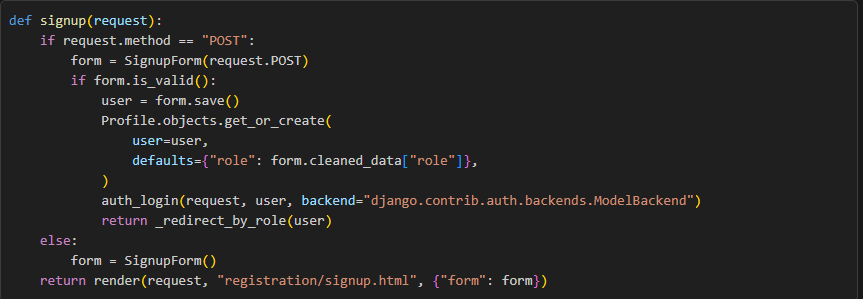 def signup(request):
    if request.method == "POST":
        form = SignupForm(request.POST)
        if form.is_valid():
            user = form.save()
            Profile.objects.get_or_create(
                user=user,
                defaults={"role": form.cleaned_data["role"]},
            )
            auth_login(request, user, backend="django.contrib.auth.backends.ModelBackend")
            return _redirect_by_role(user)
    else:
        form = SignupForm()
    return render(request, "registration/signup.html", {"form": form})